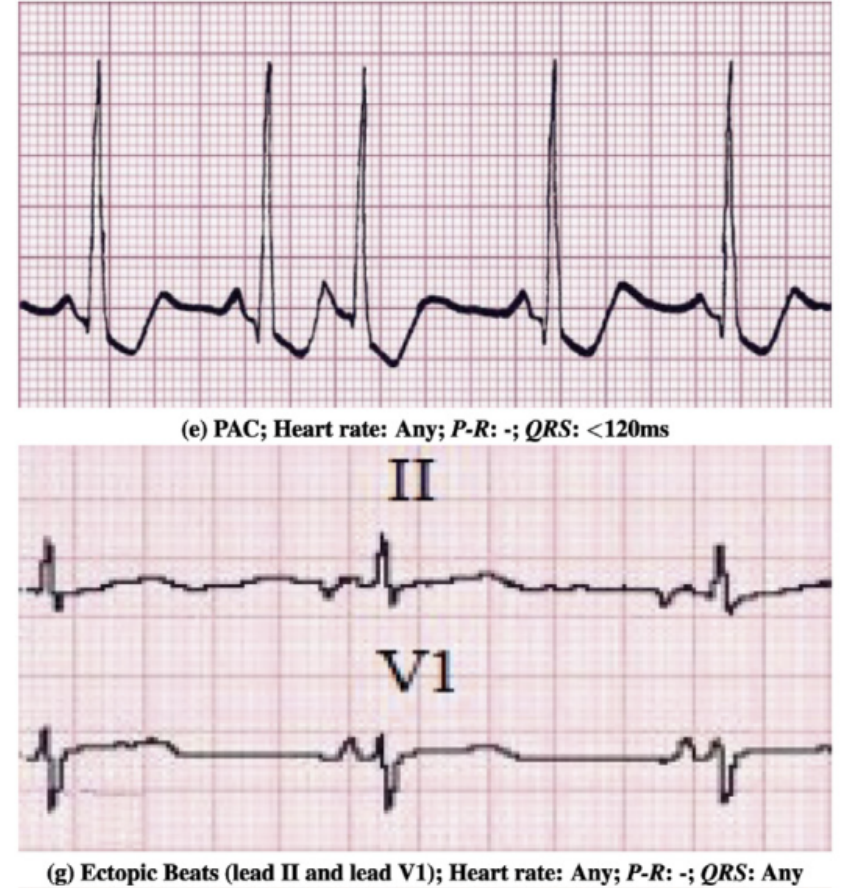 (e) PAC; Heart rate: Any; P-R: -; QRS: <120ms
II
V1
(g) Ectopic Beats (lead II and lead V1); Heart rate: Any; P-R: -; QRS: Any